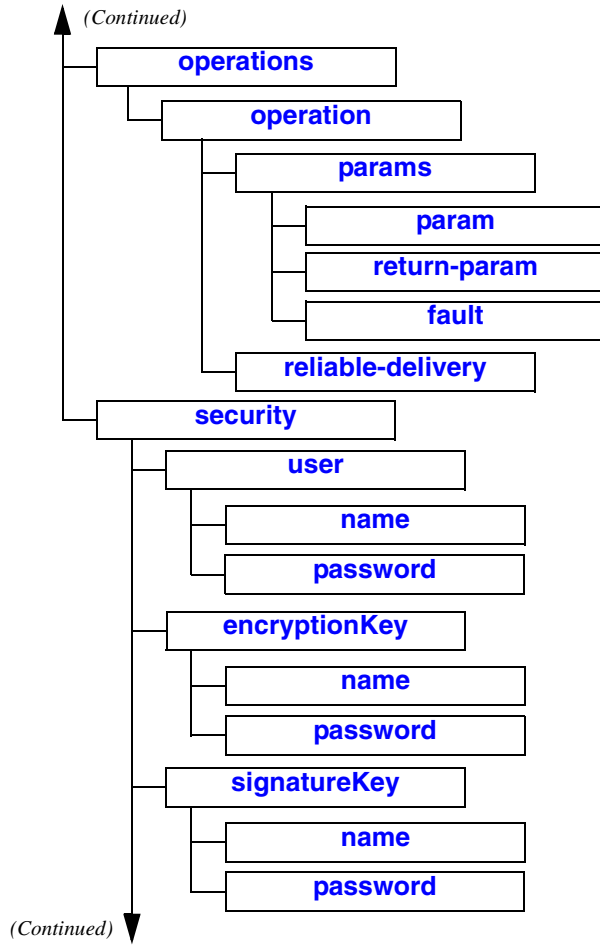 (Continued)
operations
operation
params
param
return-param
fault
reliable-delivery
security
user
name
password
encryptionKey
name
password
signatureKey
name
password
(Continued)